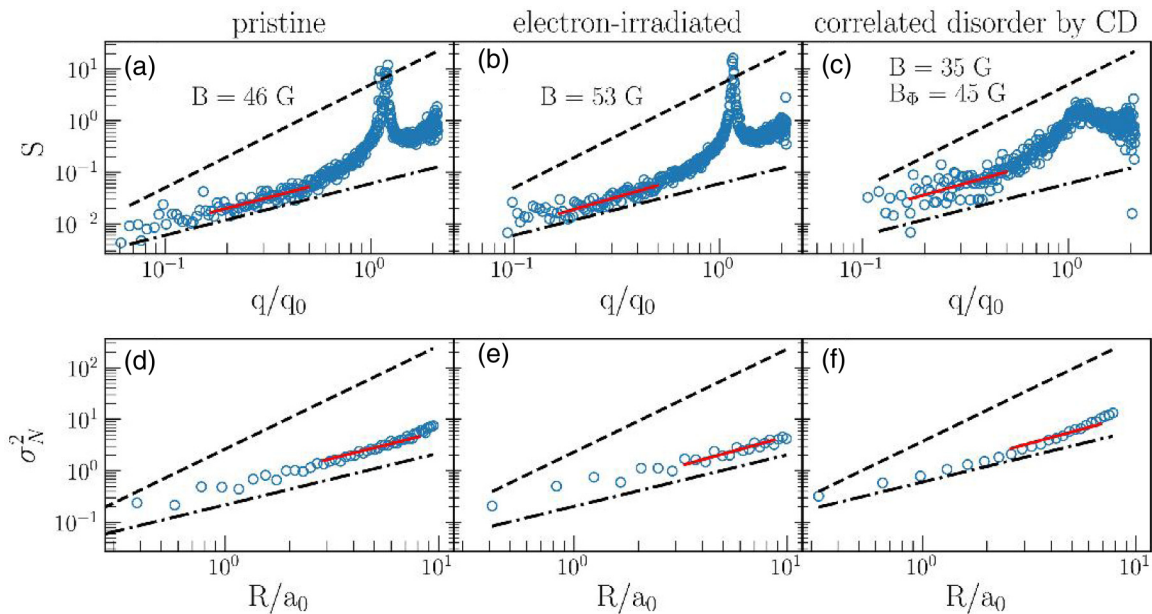 pristine electron-irradiated correlated disorder by CD
(a) (b) (c)
B = 46 G B = 53 G B = 35 G
B_Φ = 45 G
10^1
10^0
10^-1
10^-2
S
10^-1 10^0 10^-1 10^0 10^-1 10^0
q/q_0 q/q_0 q/q_0
(d) (e) (f)
10^2
10^1
10^0
10^-1
σ_N^2
10^0 10^1 10^0 10^1 10^0 10^1
R/a_0 R/a_0 R/a_0